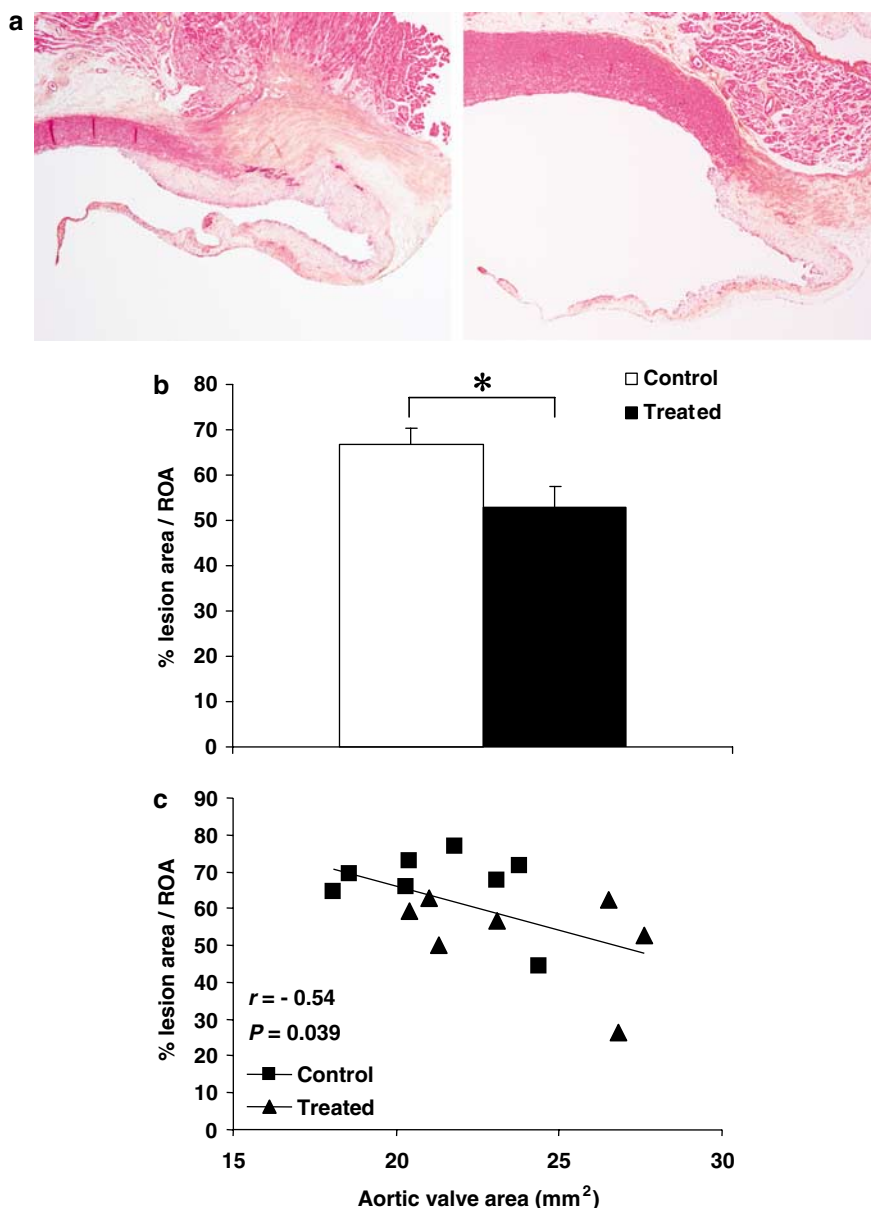 a
b
80
70
60
50
40
30
20
10
0
% lesion area / ROA
*
Control
Treated
c
90
80
70
60
50
40
30
20
10
0
% lesion area / ROA
r = - 0.54
P = 0.039
Control
Treated
15 20 25 30
Aortic valve area (mm²)